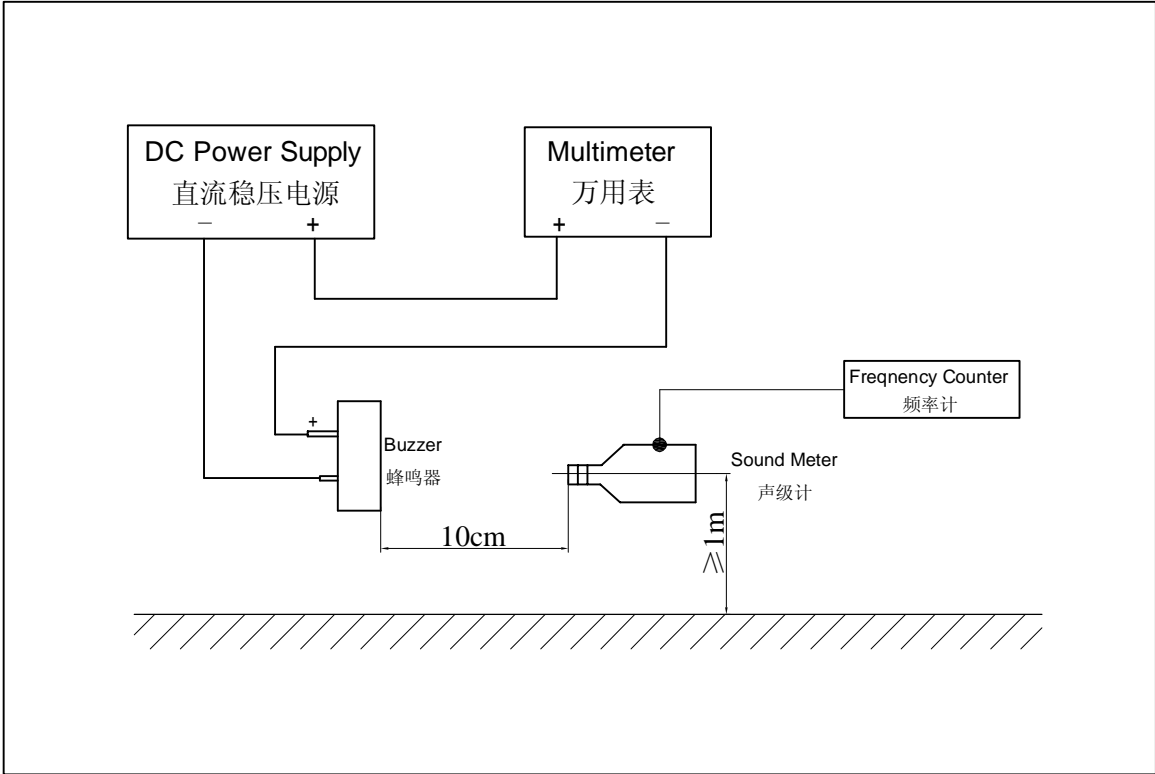 DC Power Supply
直流稳压电源
－ +
Multimeter
万用表
+ －
Freqnency Counter
频率计
+
Buzzer
蜂鸣器
Sound Meter
声级计
10cm
≥1m